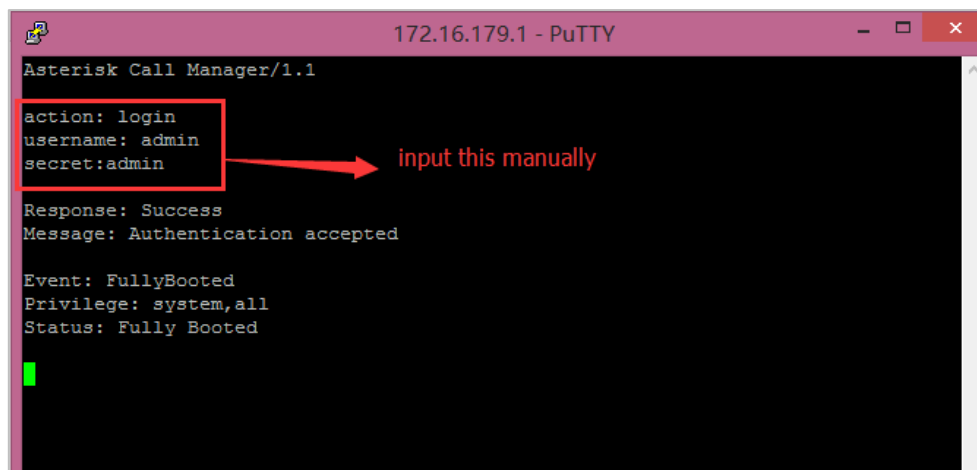 172.16.179.1 - PuTTY
Asterisk Call Manager/1.1
action: login
username: admin
secret:admin
input this manually
Response: Success
Message: Authentication accepted
Event: FullyBooted
Privilege: system,all
Status: Fully Booted